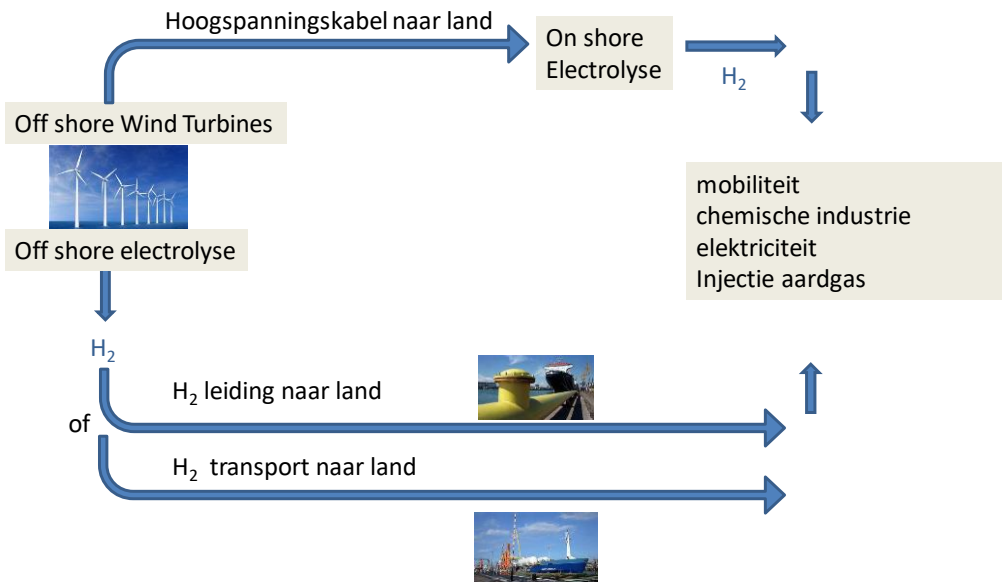 Hoogspanningskabel naar land
On shore
Electrolyse
H₂
Off shore Wind Turbines
Off shore electrolyse
mobiliteit
chemische industrie
elektriciteit
Injectie aardgas
H₂
H₂ leiding naar land
of
H₂ transport naar land